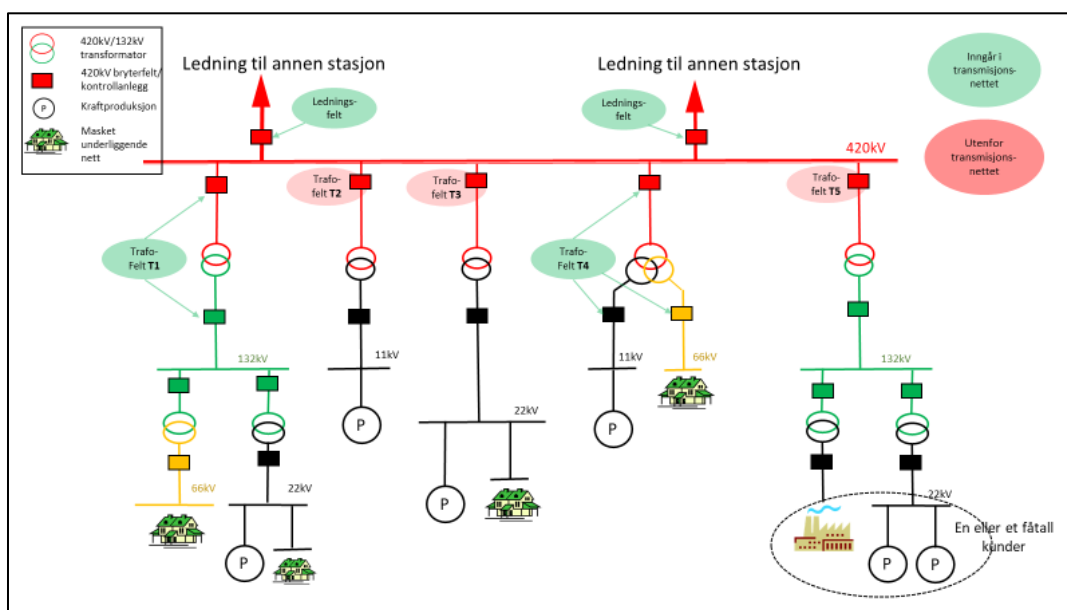 420kV/132kV
transformator
420kV bryterfelt/
kontrollanlegg
P
Kraftproduksjon
Masket
underliggende
nett
Ledning til annen stasjon
Ledning til annen stasjon
Lednings-
felt
Lednings-
felt
Inngår i
transmisjons-
nettet
Utenfor
transmisjons-
nettet
420kV
Trafo-
felt T2
Trafo-
felt T3
Trafo-
felt T5
Trafo-
Felt T1
Trafo-
Felt T4
132kV
11kV
11kV
66kV
132kV
P
P
22kV
66kV
22kV
P
P
22kV
P
P
En eller et fåtall
kunder